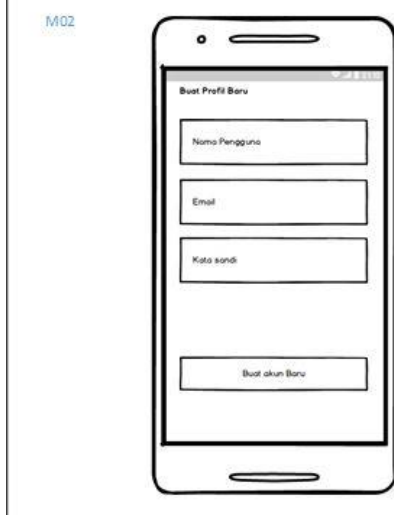 M02
Buat Profil Baru
Nama Pengguna
Email
Kata sandi
Buat akun Baru